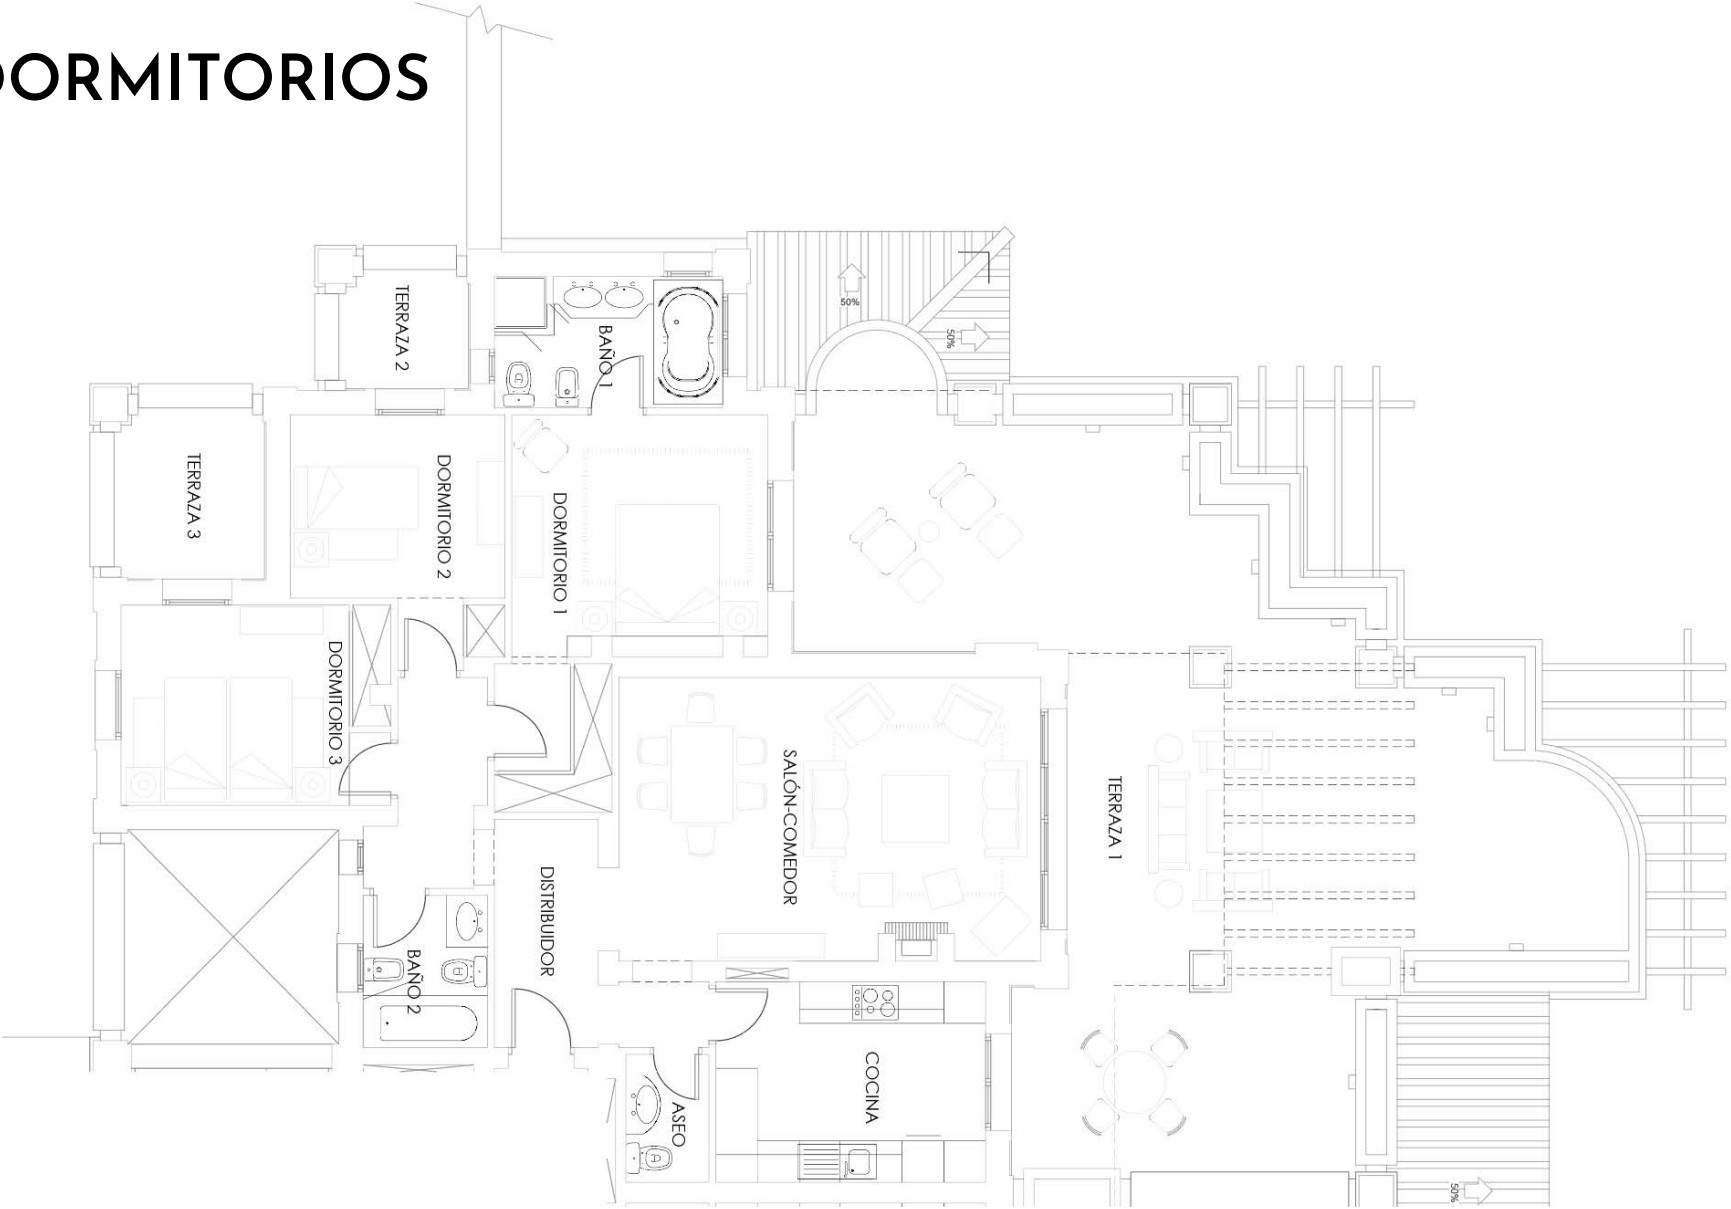 DORMITORIOS
TERRAZA 2
BAÑO 1
50%
50%
TERRAZA 3
DORMITORIO 2
DORMITORIO 1
DORMITORIO 3
SALÓN-COMEDOR
TERRAZA 1
DISTRIBUIDOR
BAÑO 2
COCINA
ASEO
50%